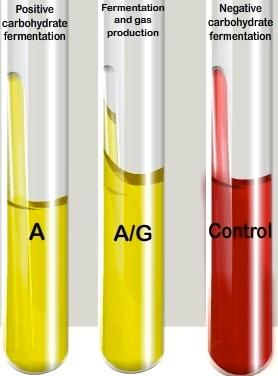 Positive
carbohydrate
fermentation
Fermentation
and gas
production
Negative
carbohydrate
fermentation
A
A/G
Control